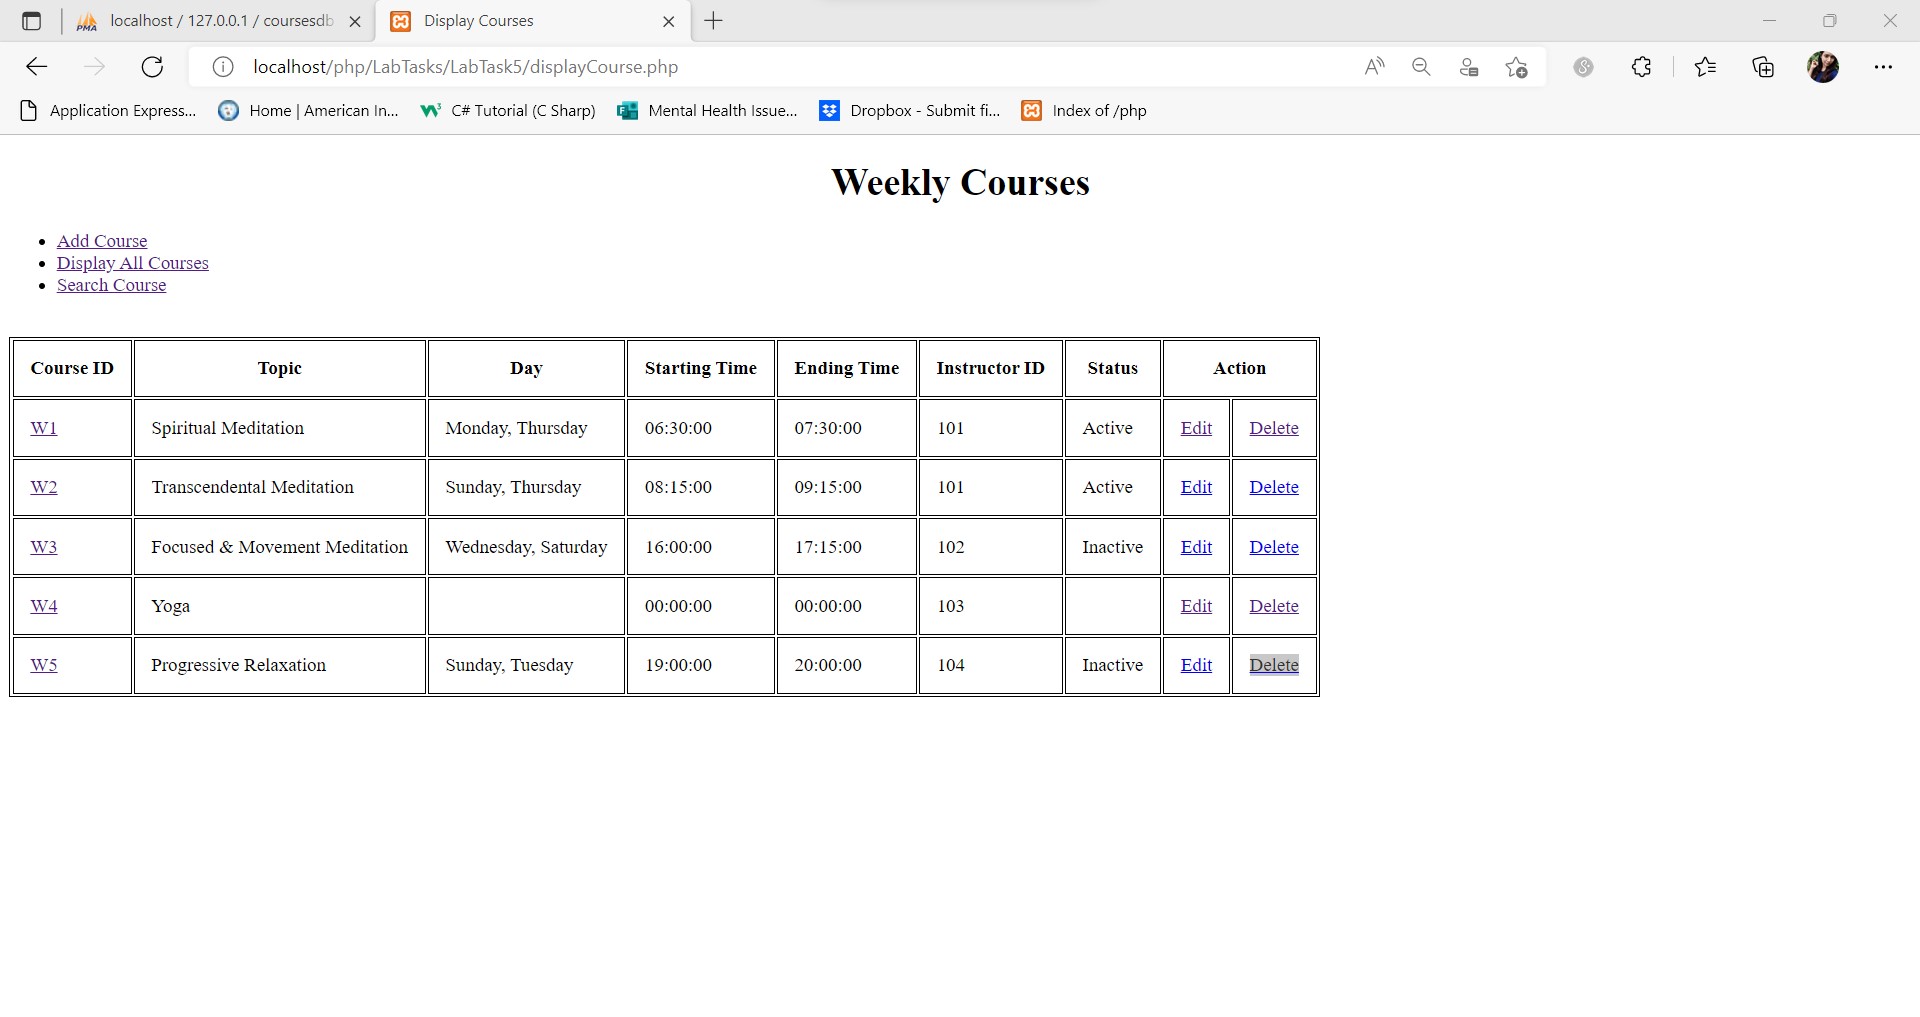 localhost / 127.0.0.1 / coursesdb
Display Courses
localhost/php/LabTasks/LabTask5/displayCourse.php
Application Express... Home | American In... C# Tutorial (C Sharp) Mental Health Issue... Dropbox - Submit fi... Index of /php
Weekly Courses
Add Course
Display All Courses
Search Course
Course ID Topic Day Starting Time Ending Time Instructor ID Status Action
W1 Spiritual Meditation Monday, Thursday 06:30:00 07:30:00 101 Active Edit Delete
W2 Transcendental Meditation Sunday, Thursday 08:15:00 09:15:00 101 Active Edit Delete
W3 Focused & Movement Meditation Wednesday, Saturday 16:00:00 17:15:00 102 Inactive Edit Delete
W4 Yoga 00:00:00 00:00:00 103 Edit Delete
W5 Progressive Relaxation Sunday, Tuesday 19:00:00 20:00:00 104 Inactive Edit Delete